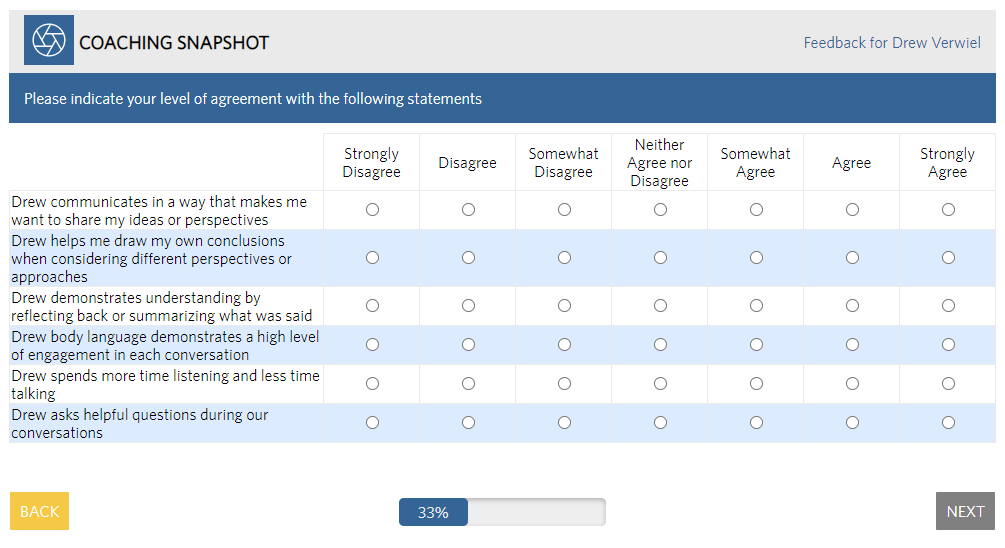 COACHING SNAPSHOT
Feedback for Drew Verwiel
Please indicate your level of agreement with the following statements
Strongly
Disagree
Disagree
Somewhat
Disagree
Neither
Agree nor
Disagree
Somewhat
Agree
Agree
Strongly
Agree
Drew communicates in a way that makes me
want to share my ideas or perspectives
Drew helps me draw my own conclusions
when considering different perspectives or
approaches
Drew demonstrates understanding by
reflecting back or summarizing what was said
Drew body language demonstrates a high level
of engagement in each conversation
Drew spends more time listening and less time
talking
Drew asks helpful questions during our
conversations
BACK
33%
NEXT